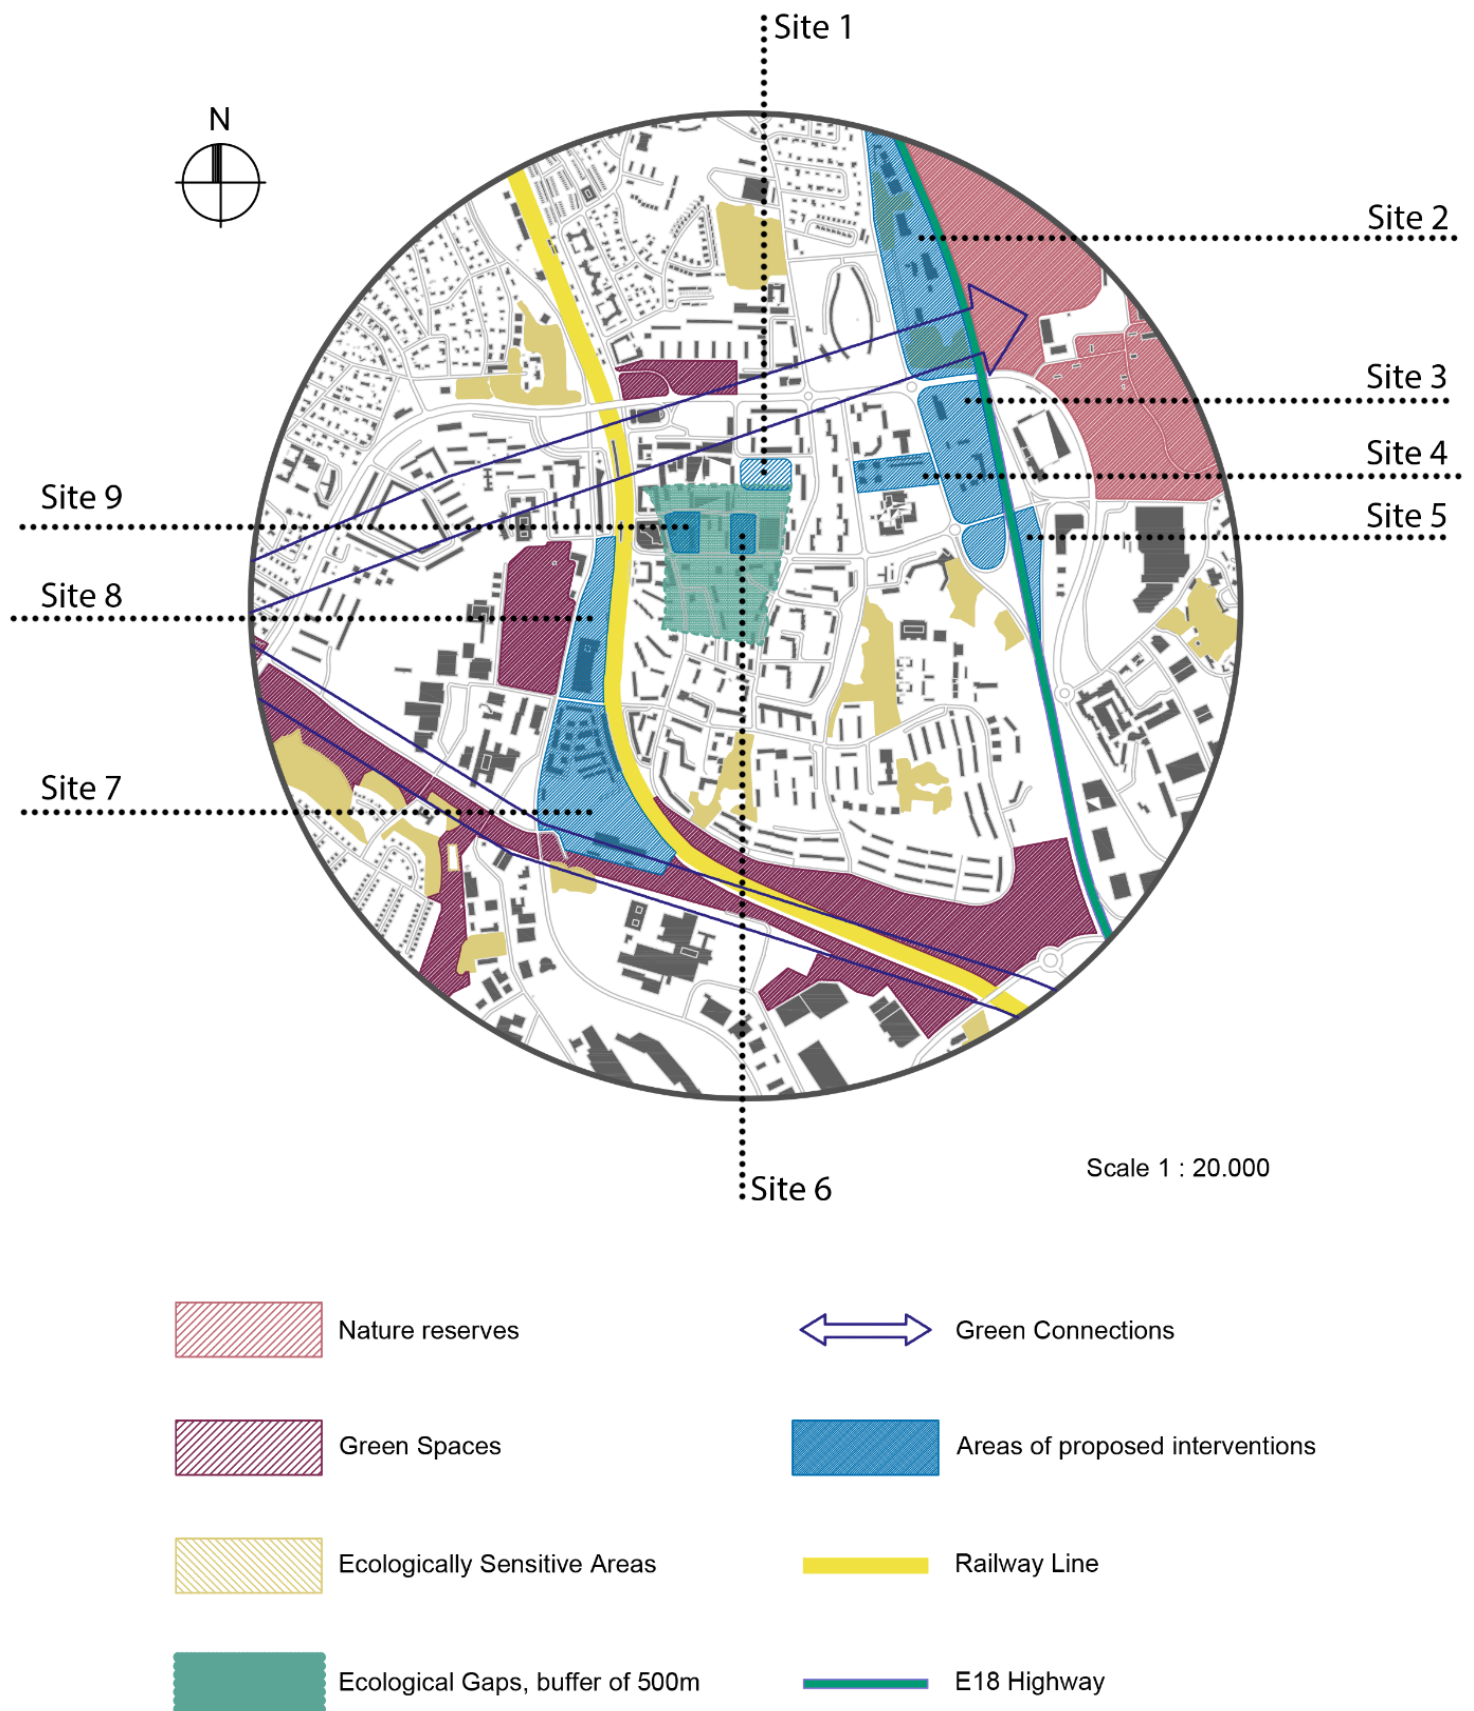 Site 1
N
Site 2
Site 3
Site 4
Site 9
Site 5
Site 8
Site 7
Scale 1 : 20.000
Site 6
Nature reserves
Green Connections
Green Spaces
Areas of proposed interventions
Ecologically Sensitive Areas
Railway Line
Ecological Gaps, buffer of 500m
E18 Highway